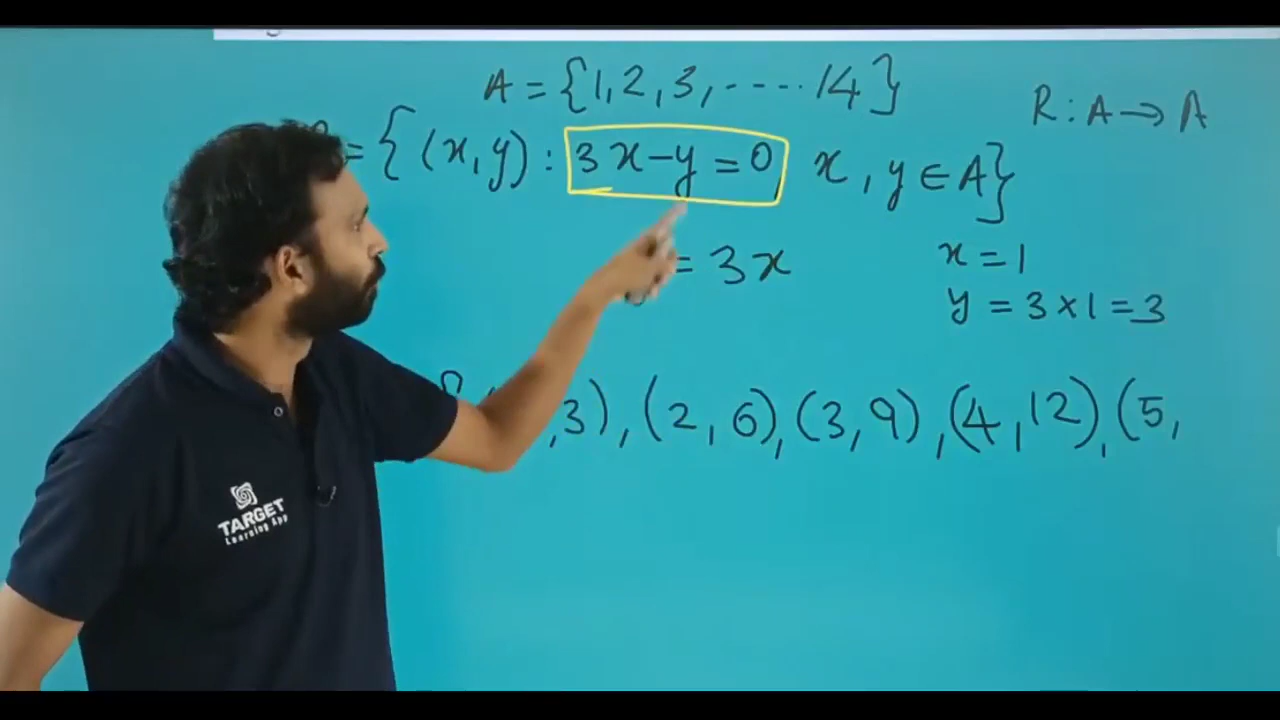 A = {1, 2, 3, ..... 14}
R : A → A
= {(x, y) : 3x - y = 0, x, y ∈ A}
= 3x
x = 1
y = 3 × 1 = 3
, 3), (2, 6), (3, 9), (4, 12), (5,
TARGET
Learning App